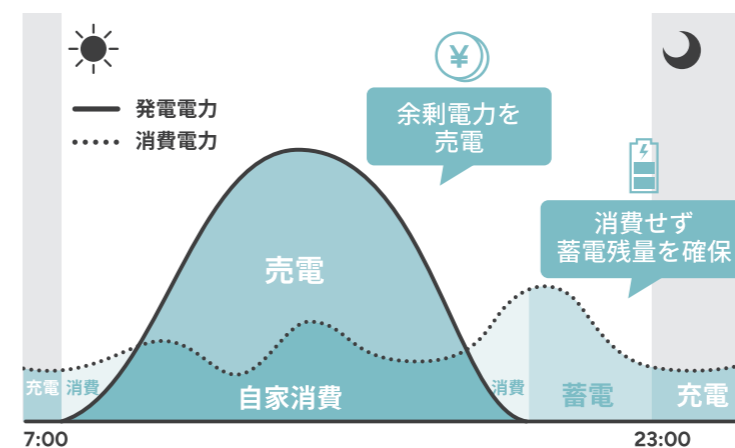 ¥
発電電力
消費電力
余剰電力を
売電
消費せず
蓄電残量を確保
売電
充電
消費
自家消費
消費
蓄電
充電
7:00
23:00